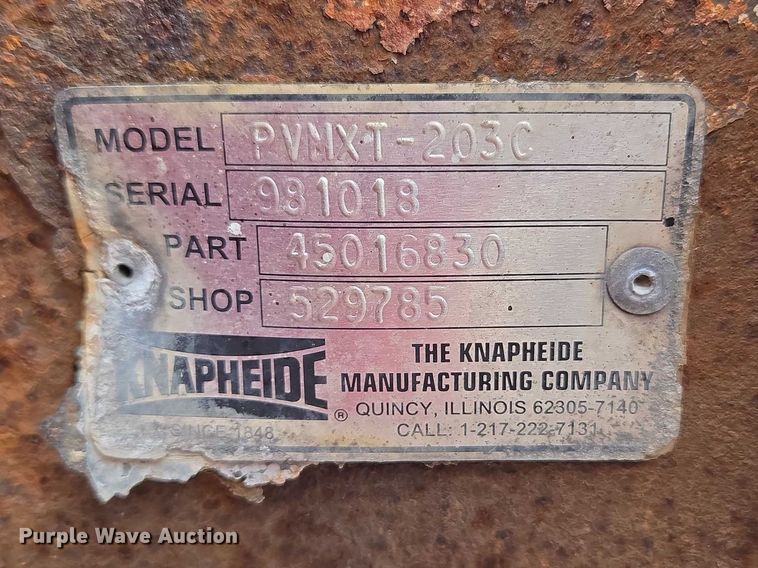 MODEL PVMXT-203C
SERIAL 981018
PART 45016830
SHOP 529785
KNAPHEIDE
SINCE 1848
THE KNAPHEIDE
MANUFACTURING COMPANY
® QUINCY, ILLINOIS 62305-7140
CALL: 1-217-222-7131
Purple Wave Auction